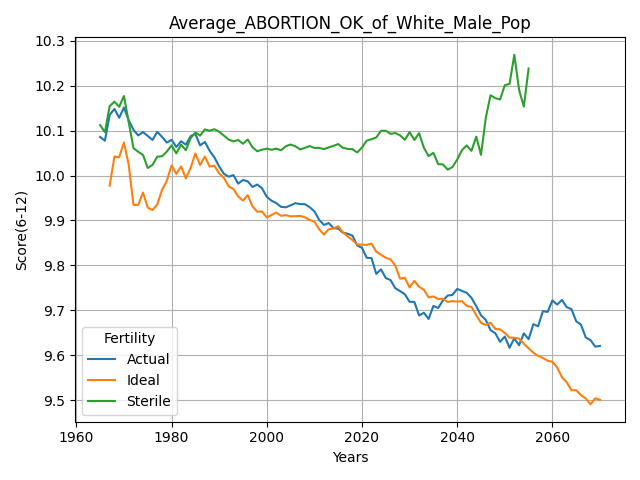 Average_ABORTION_OK_of_White_Male_Pop
10.3
10.2
10.1
10.0
9.9
9.8
9.7
9.6
9.5
Score(6-12)
Fertility
Actual
Ideal
Sterile
1960 1980 2000 2020 2040 2060
Years